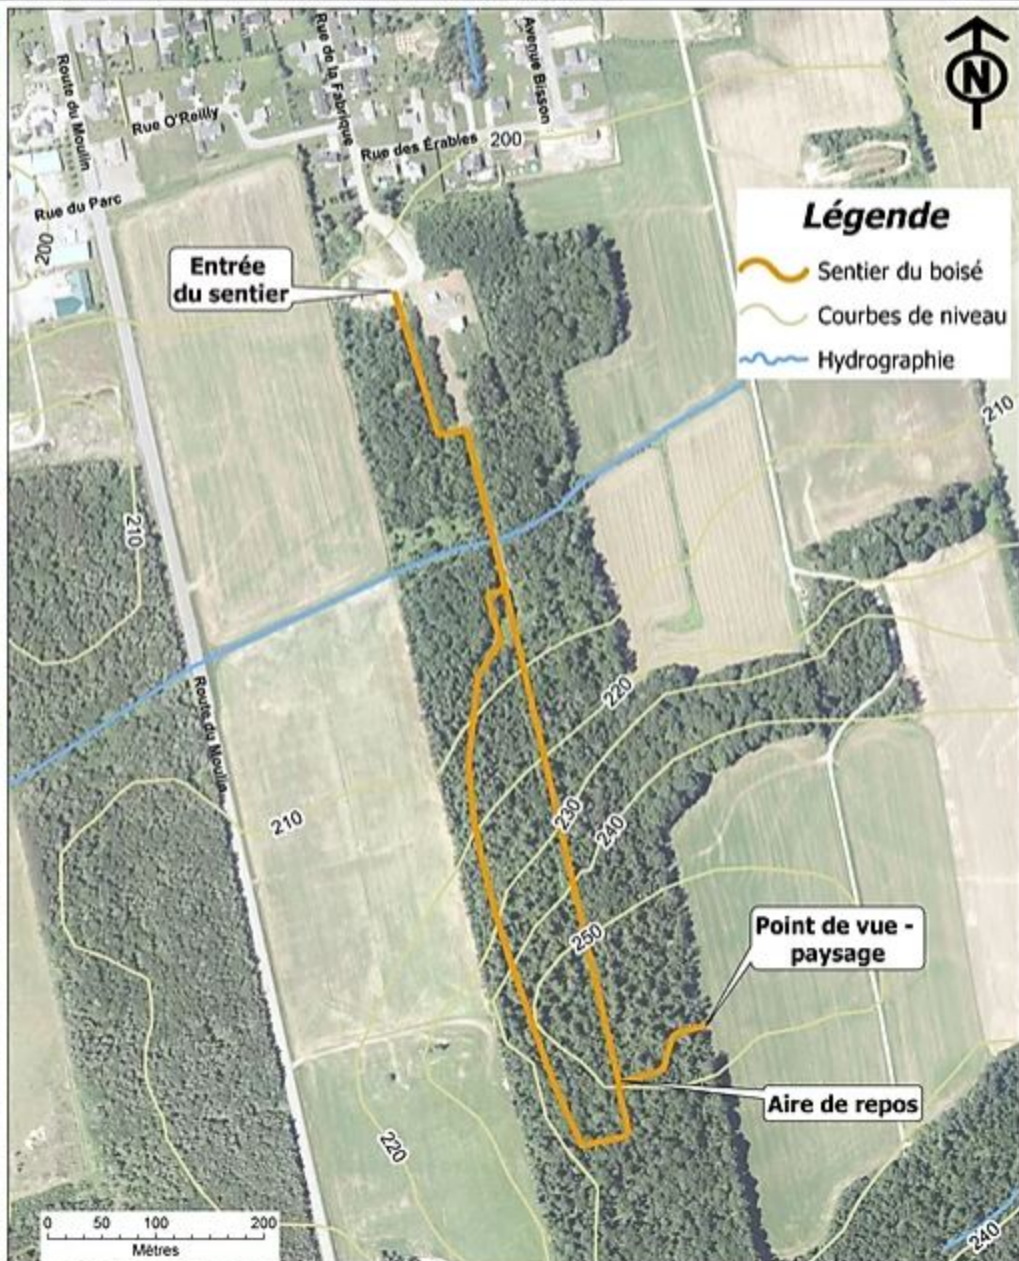 Route du Moulin
Rue de la Fabrique
Avenue Bisson
N
Rue O'Reilly
Rue des Érables
200
Rue du Parc
200
Légende
Sentier du boisé
Courbes de niveau
Hydrographie
Entrée
du sentier
210
210
Route du Moulin
220
210
230
240
250
Point de vue -
paysage
Aire de repos
220
240
0 50 100 200
Mètres